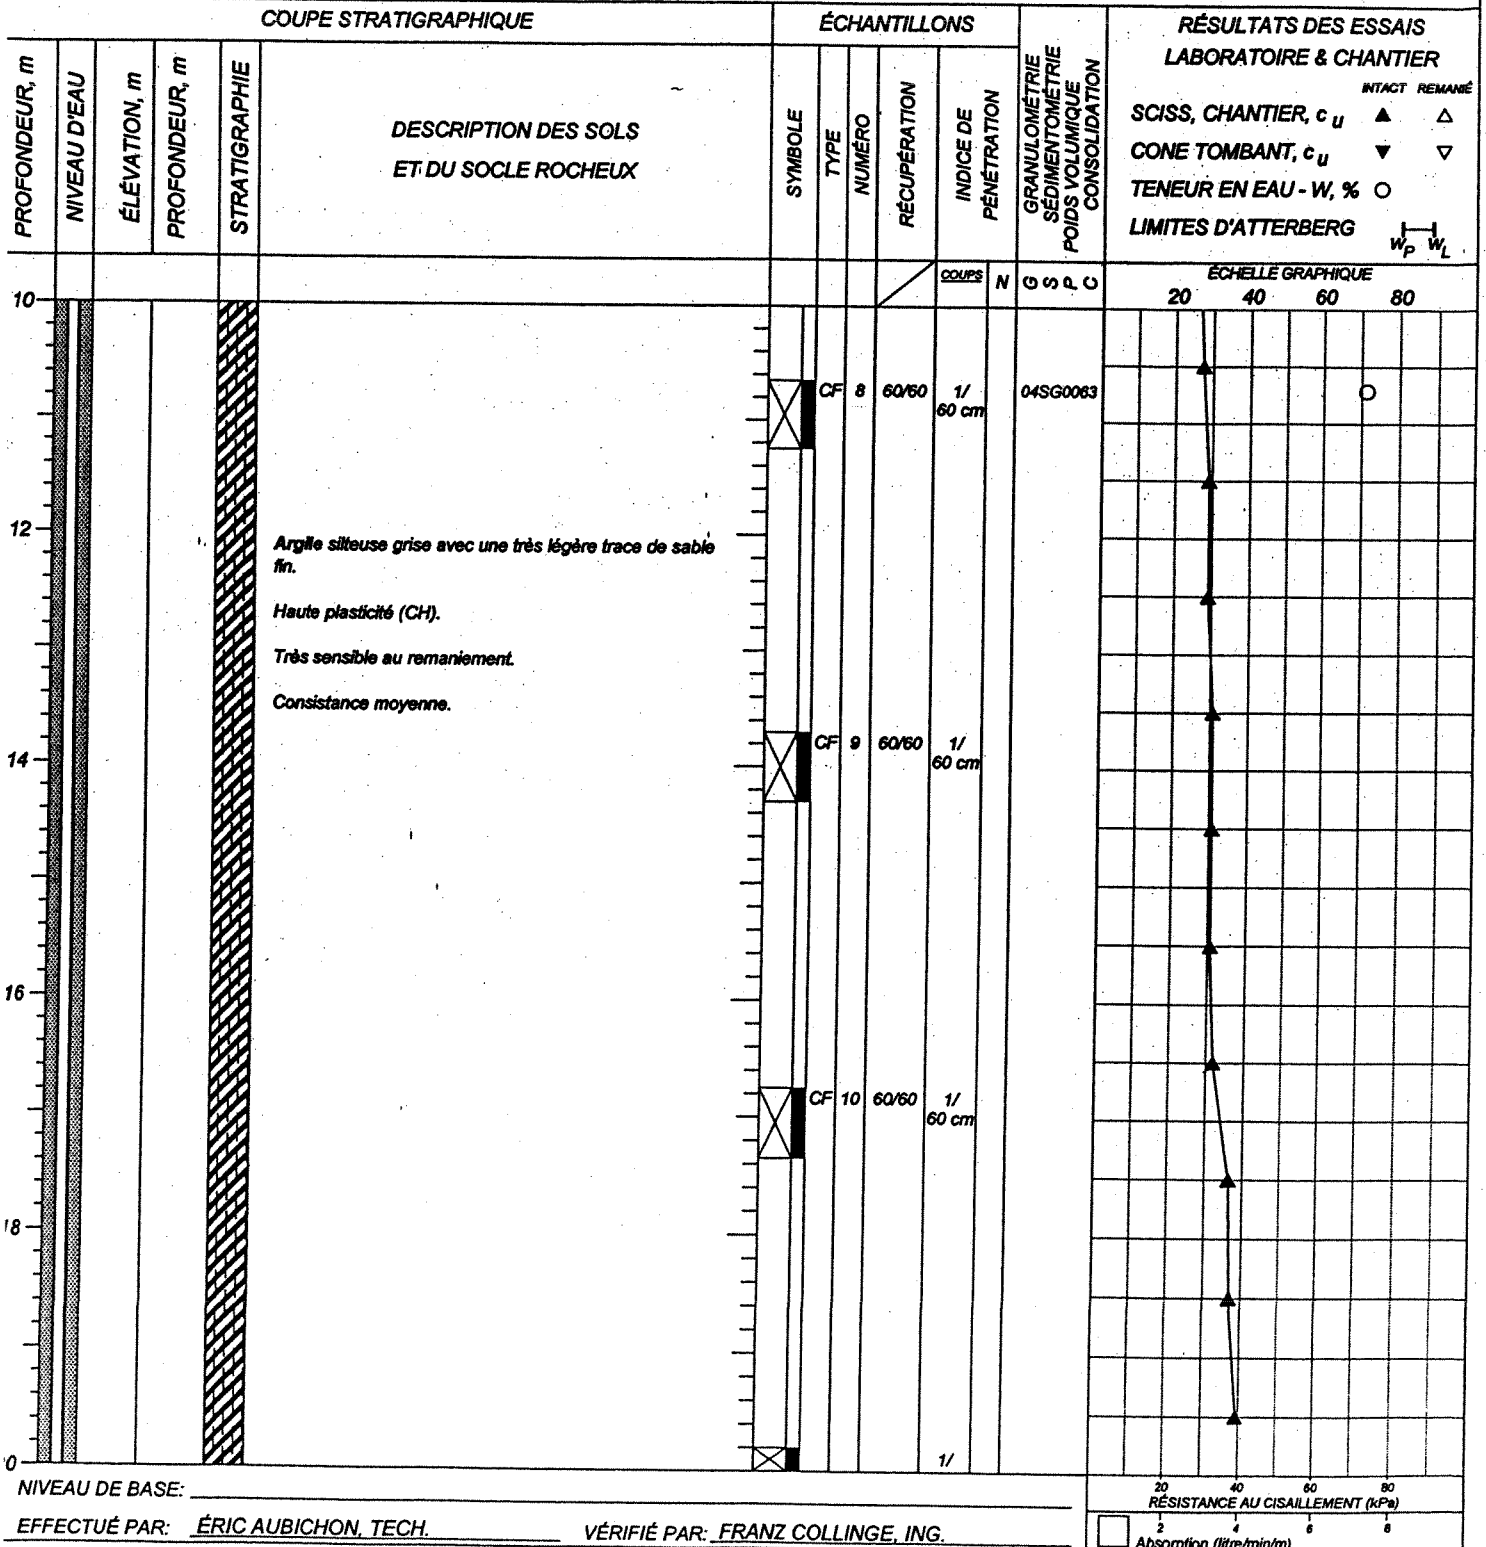 COUPE STRATIGRAPHIQUE
ÉCHANTILLONS
RÉSULTATS DES ESSAIS
LABORATOIRE & CHANTIER
PROFONDEUR, m
NIVEAU D'EAU
ÉLÉVATION, m
PROFONDEUR, m
STRATIGRAPHIE
DESCRIPTION DES SOLS
ET DU SOCLE ROCHEUX
SYMBOLE
TYPE
NUMÉRO
RÉCUPÉRATION
INDICE DE
PÉNÉTRATION
GRANULOMÉTRIE
SÉDIMENTOMÉTRIE
POIDS VOLUMIQUE
CONSOLIDATION
INTACT REMANIÉ
SCISS, CHANTIER, c u ▲ △
CONE TOMBANT, c u ▼ ▽
TENEUR EN EAU - W, % O
LIMITES D'ATTERBERG
WP WL
COUPS N G S P C
ÉCHELLE GRAPHIQUE
20 40 60 80
10
CF 8 60/60 1/ 04SG0063
60 cm
12
Argile silteuse grise avec une très légère trace de sable
fin.
Haute plasticité (CH).
Très sensible au remaniement.
Consistance moyenne.
CF 9 60/60 1/
60 cm
14
16
CF 10 60/60 1/
60 cm
18
0
1/
NIVEAU DE BASE:
20 40 60 80
RÉSISTANCE AU CISAILLEMENT (kPa)
EFFECTUÉ PAR: ÉRIC AUBICHON, TECH. VÉRIFIÉ PAR: FRANZ COLLINGE, ING.
2 4 6 8
Absorption (litre/min/m)